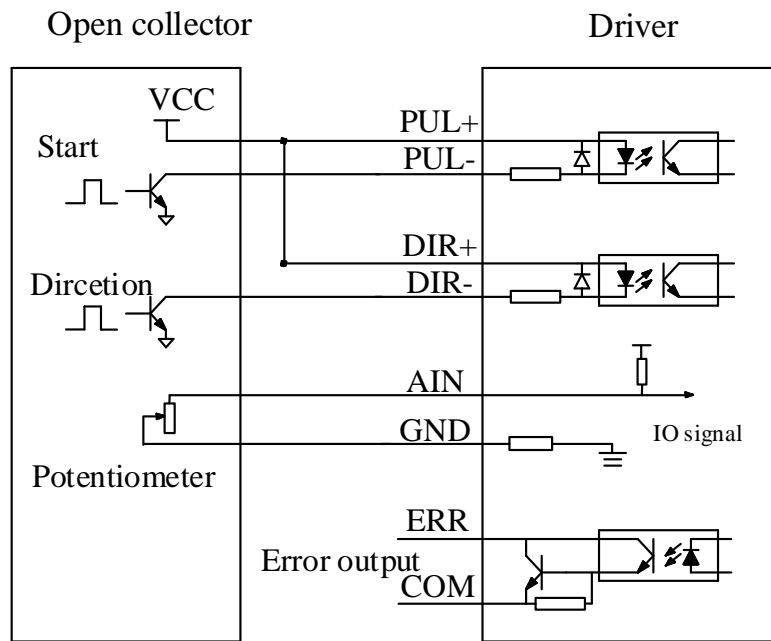 Open collector
Driver
VCC
PUL+
Start
PUL-
DIR+
Dircetion
DIR-
AIN
GND
IO signal
Potentiometer
ERR
Error output
COM